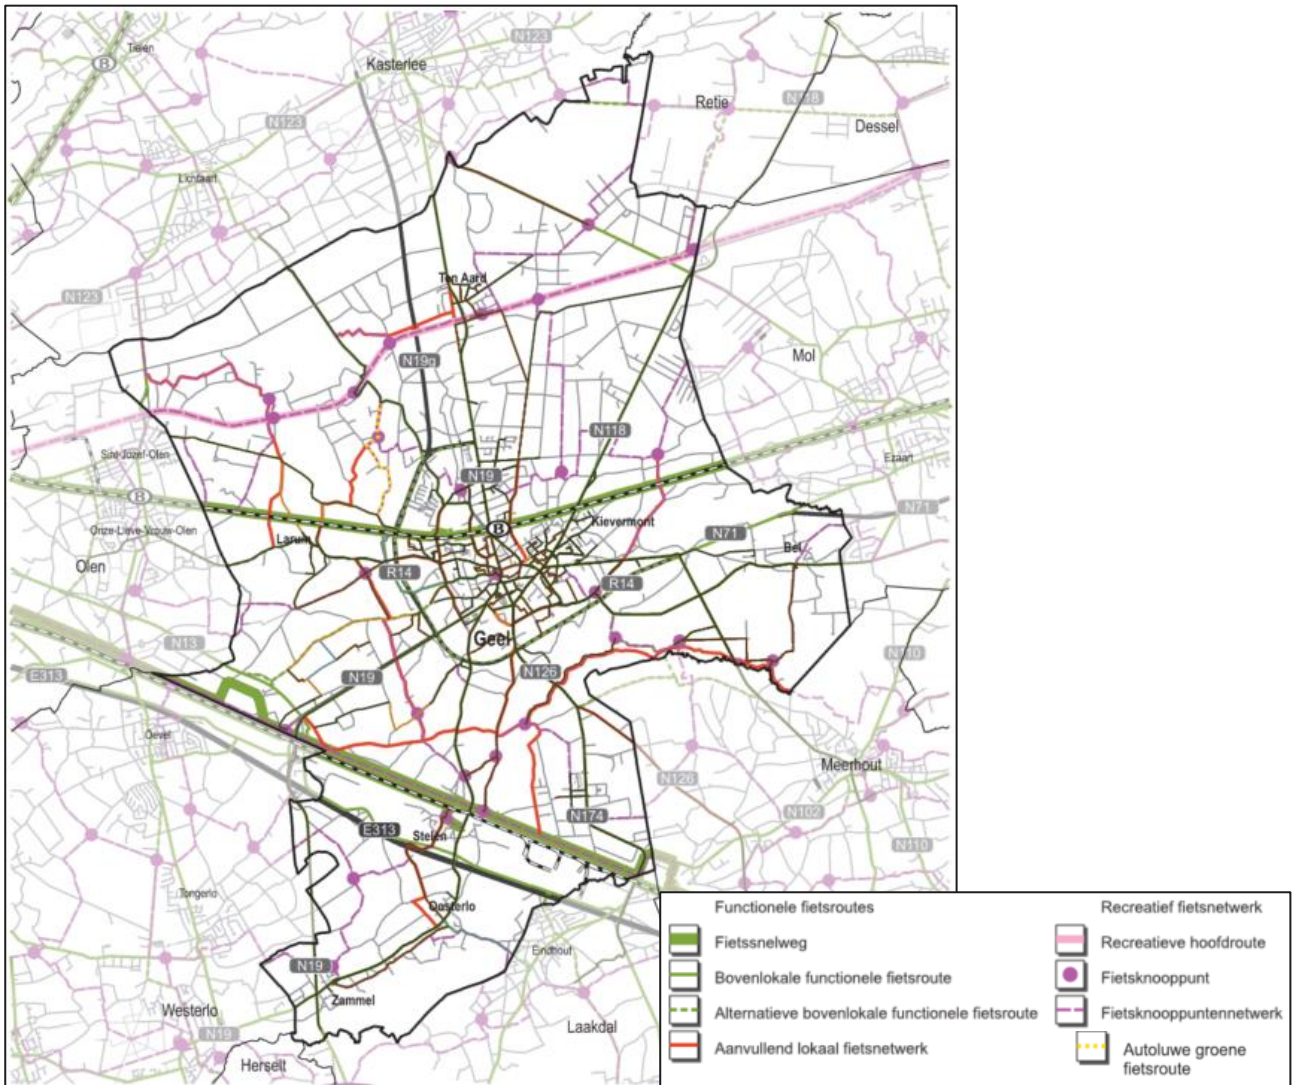 Tielen
B
Kasterlee
N123
Retie
N118
Dessel
N123
Lichtaart
Ten Aard
N123
N19g
Mol
N118
Sint-Jozef-Olen
Ezaart
N19
B
N71
Onze-Lieve-Vrouw-Olen
Larum
B
Kievermont
N71
Bel
Olen
R14
R14
Geel
N13
N110
E313
N19
N126
Oevel
N126
Meerhout
N174
N102
E313
Stelen
N110
Tongerlo
Oosterlo
Eindhout
N19
Zammel
Westerlo
Laakdal
N19
Herselt
Functionele fietsroutes
Fietssnelweg
Bovenlokale functionele fietsroute
Alternatieve bovenlokale functionele fietsroute
Aanvullend lokaal fietsnetwerk
Recreatief fietsnetwerk
Recreatieve hoofdroute
Fietsknooppunt
Fietsknooppuntennetwerk
Autoluwe groene
fietsroute